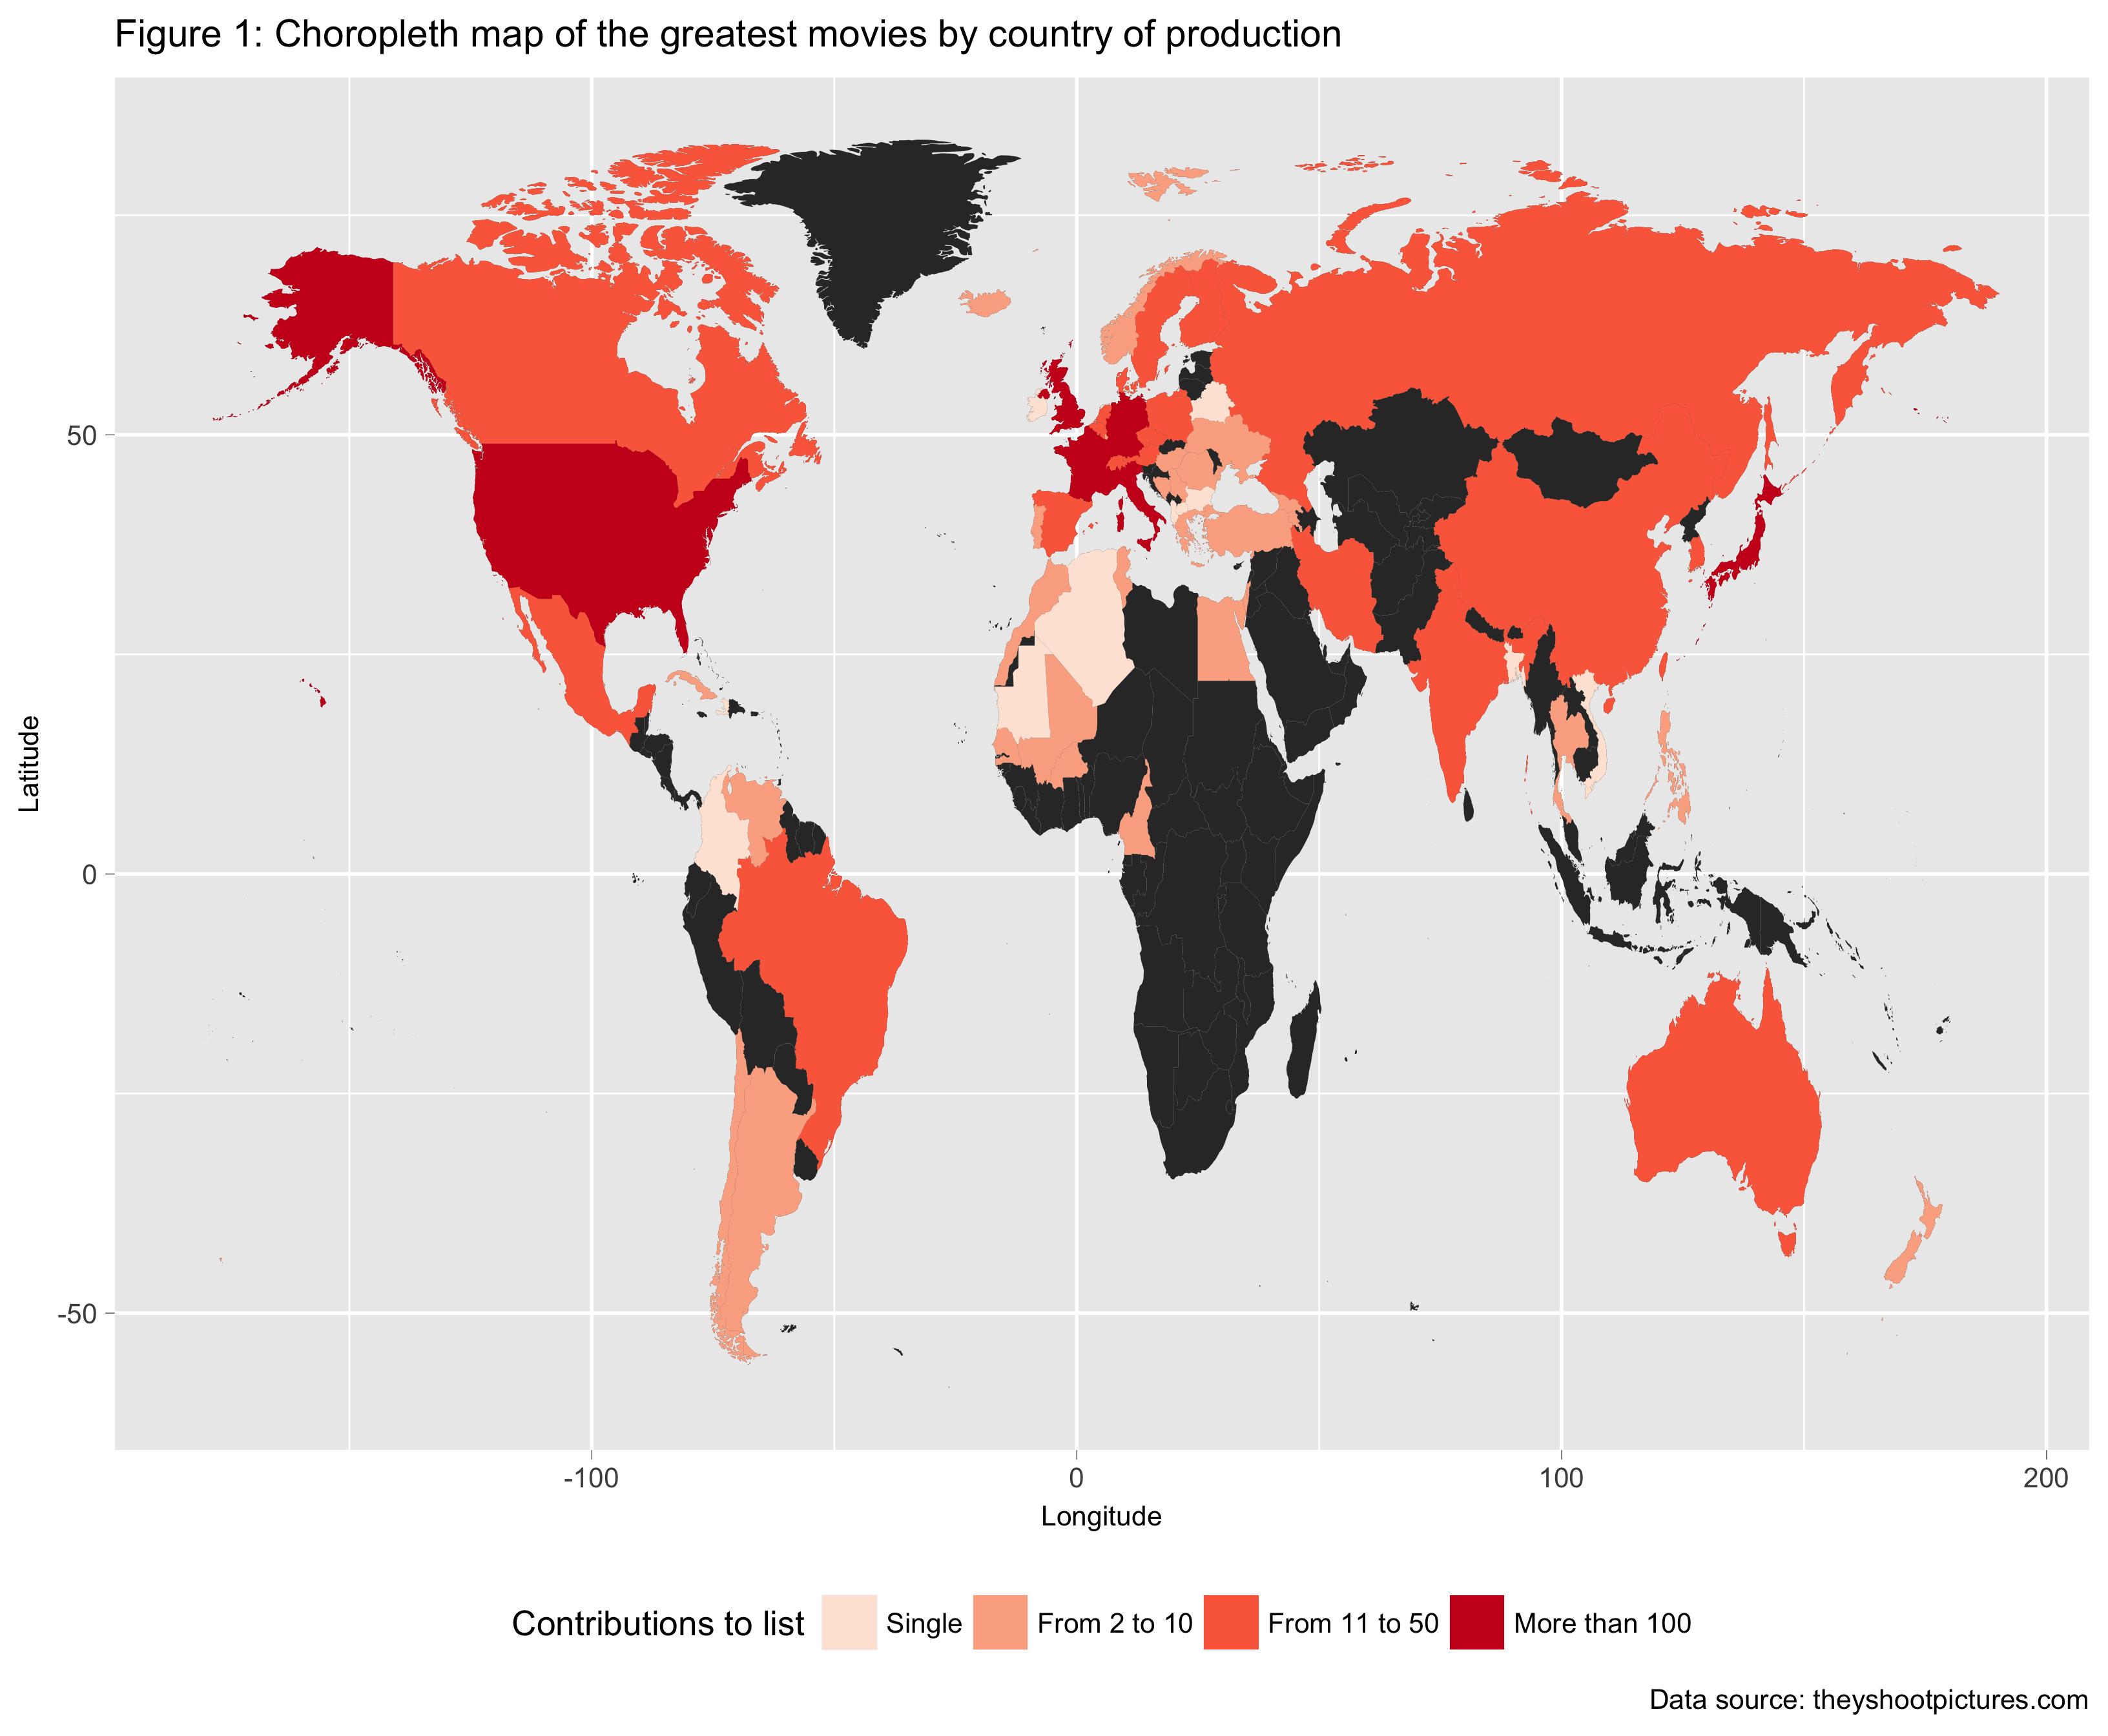 Figure 1: Choropleth map of the greatest movies by country of production
Latitude
50
0
-50
-100
0
100
200
Longitude
Contributions to list
Single
From 2 to 10
From 11 to 50
More than 100
Data source: theyshootpictures.com